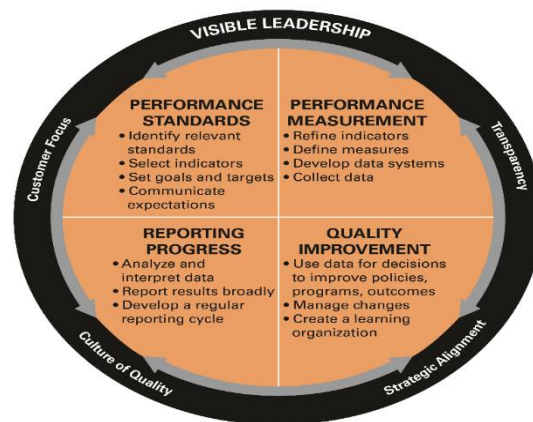 VISIBLE LEADERSHIP
Customer Focus
Transparency
PERFORMANCE
STANDARDS
• Identify relevant
standards
• Select indicators
• Set goals and targets
• Communicate
expectations
PERFORMANCE
MEASUREMENT
• Refine indicators
• Define measures
• Develop data systems
• Collect data
REPORTING
PROGRESS
• Analyze and
interpret data
• Report results broadly
• Develop a regular
reporting cycle
QUALITY
IMPROVEMENT
• Use data for decisions
to improve policies,
programs, outcomes
• Manage changes
• Create a learning
organization
Culture of Quality
Strategic Alignment